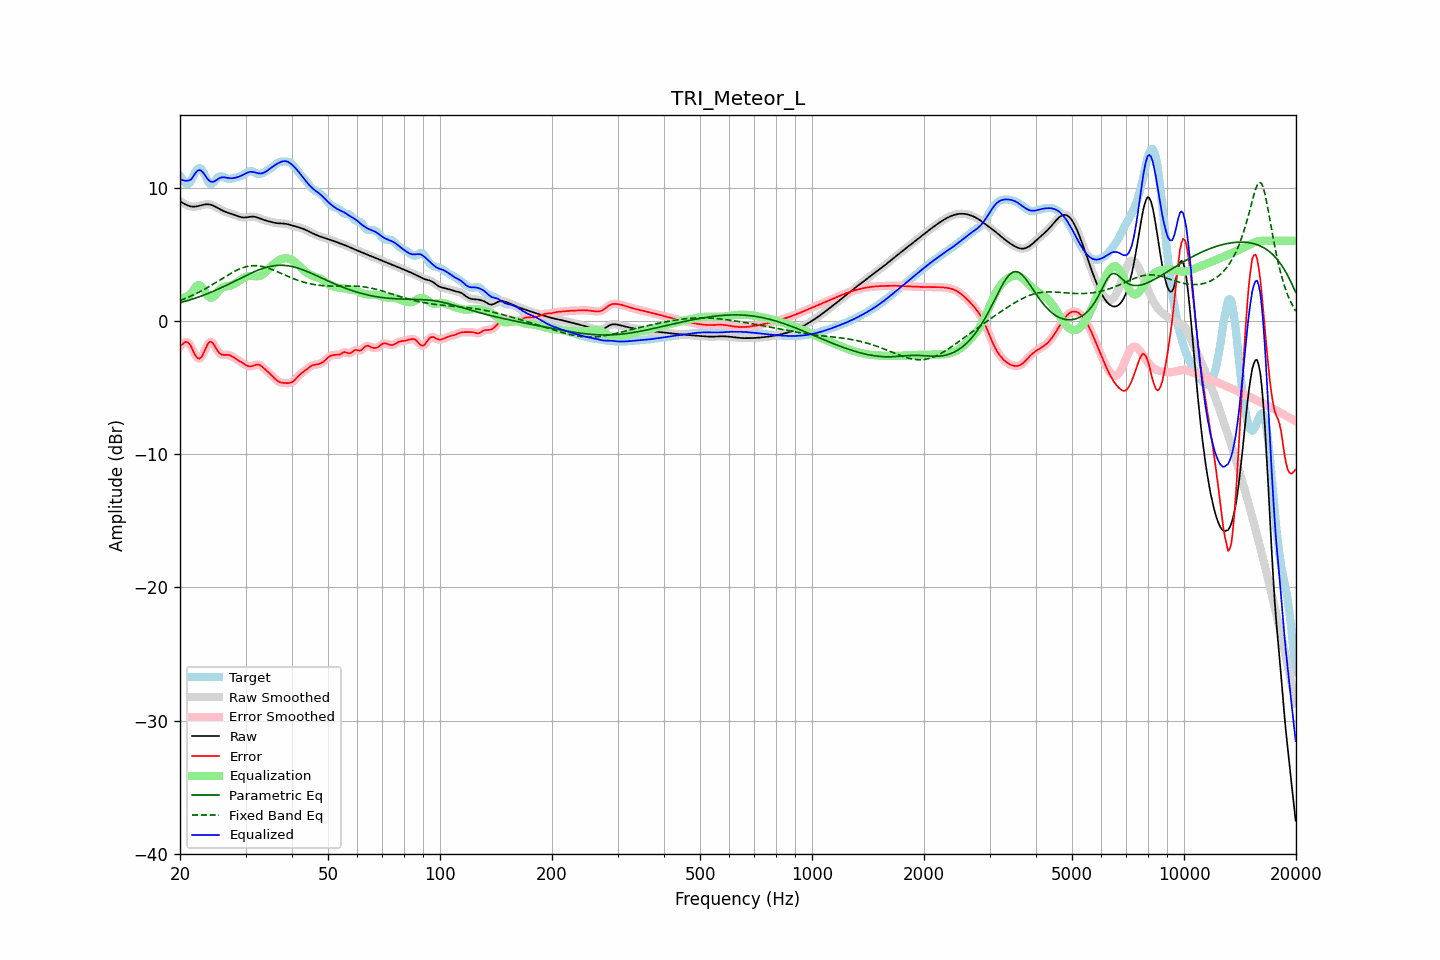 TRI_Meteor_L
Amplitude (dBr)
10
0
−10
−20
−30
−40
Target
Raw Smoothed
Error Smoothed
Raw
Error
Equalization
Parametric Eq
Fixed Band Eq
Equalized
20 50 100 200 500 1000 2000 5000 10000 20000
Frequency (Hz)